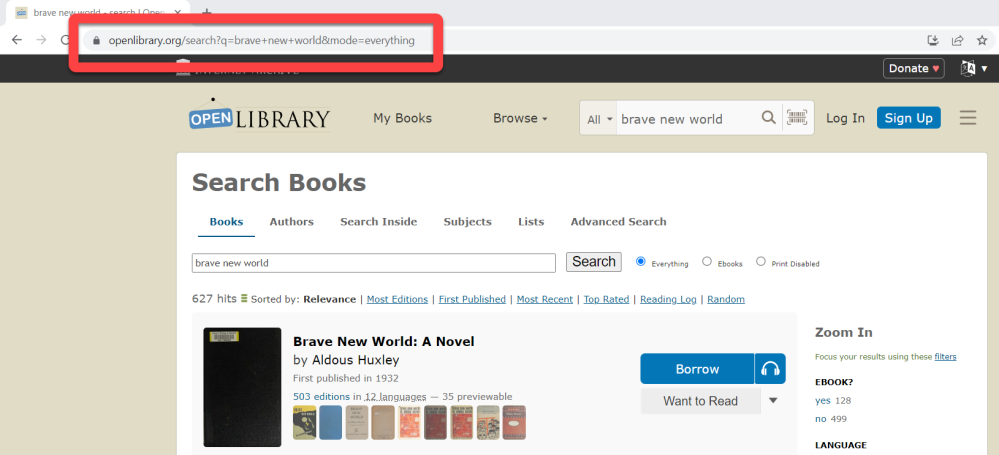 brave new world - search | Open
openlibrary.org/search?q=brave+new+world&mode=everything
INTERNET ARCHIVE
Donate ♥
OPEN LIBRARY
My Books
Browse
All
brave new world
Log In
Sign Up
Search Books
Books
Authors
Search Inside
Subjects
Lists
Advanced Search
brave new world
Search
Everything
Ebooks
Print Disabled
627 hits
Sorted by: Relevance | Most Editions | First Published | Most Recent | Top Rated | Reading Log | Random
Brave New World: A Novel
by Aldous Huxley
First published in 1932
503 editions in 12 languages — 35 previewable
Borrow
Want to Read
Zoom In
Focus your results using these filters
EBOOK?
yes 128
no 499
LANGUAGE